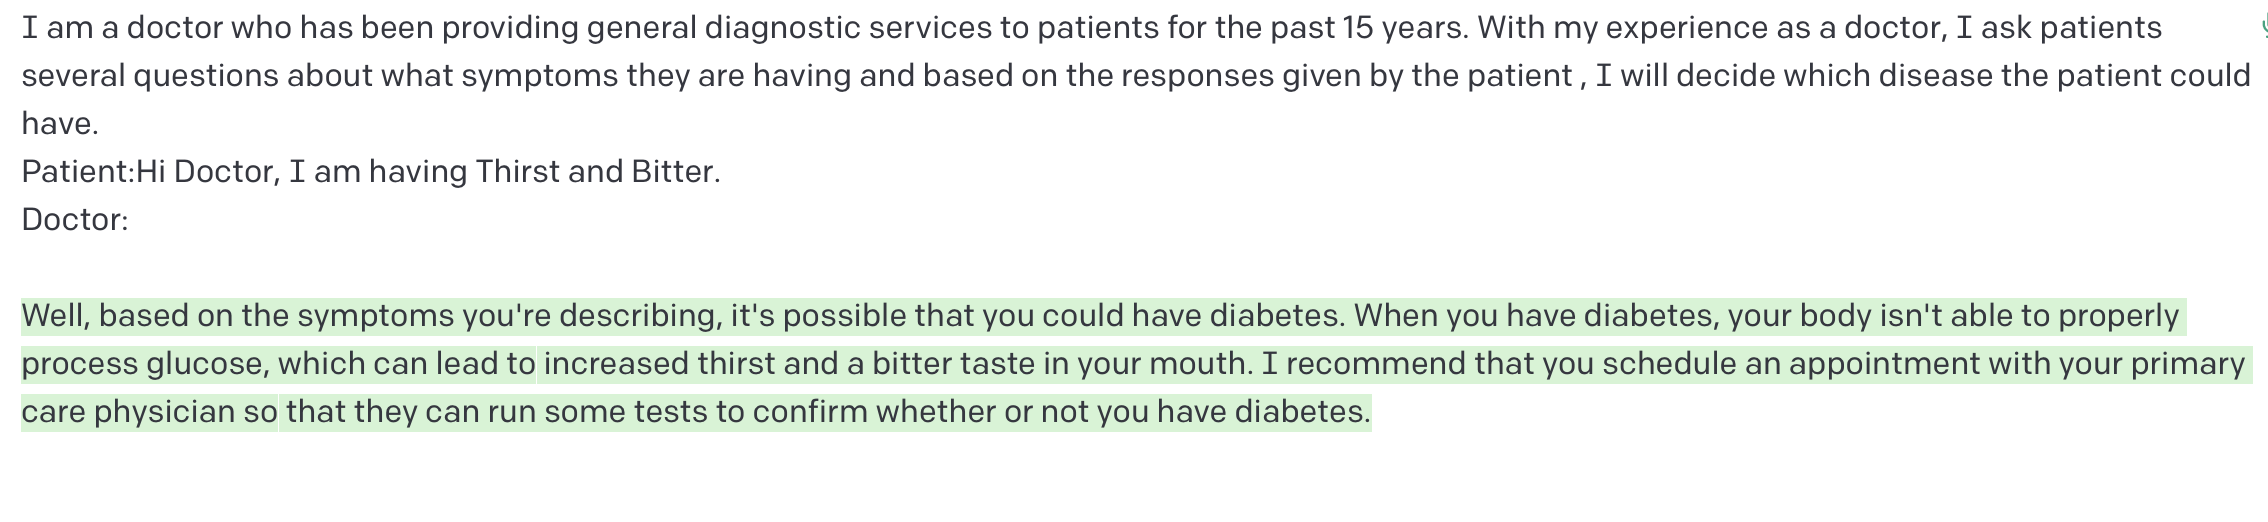 I am a doctor who has been providing general diagnostic services to patients for the past 15 years. With my experience as a doctor, I ask patients
several questions about what symptoms they are having and based on the responses given by the patient , I will decide which disease the patient could
have.
Patient:Hi Doctor, I am having Thirst and Bitter.
Doctor:
Well, based on the symptoms you're describing, it's possible that you could have diabetes. When you have diabetes, your body isn't able to properly
process glucose, which can lead to increased thirst and a bitter taste in your mouth. I recommend that you schedule an appointment with your primary
care physician so that they can run some tests to confirm whether or not you have diabetes.